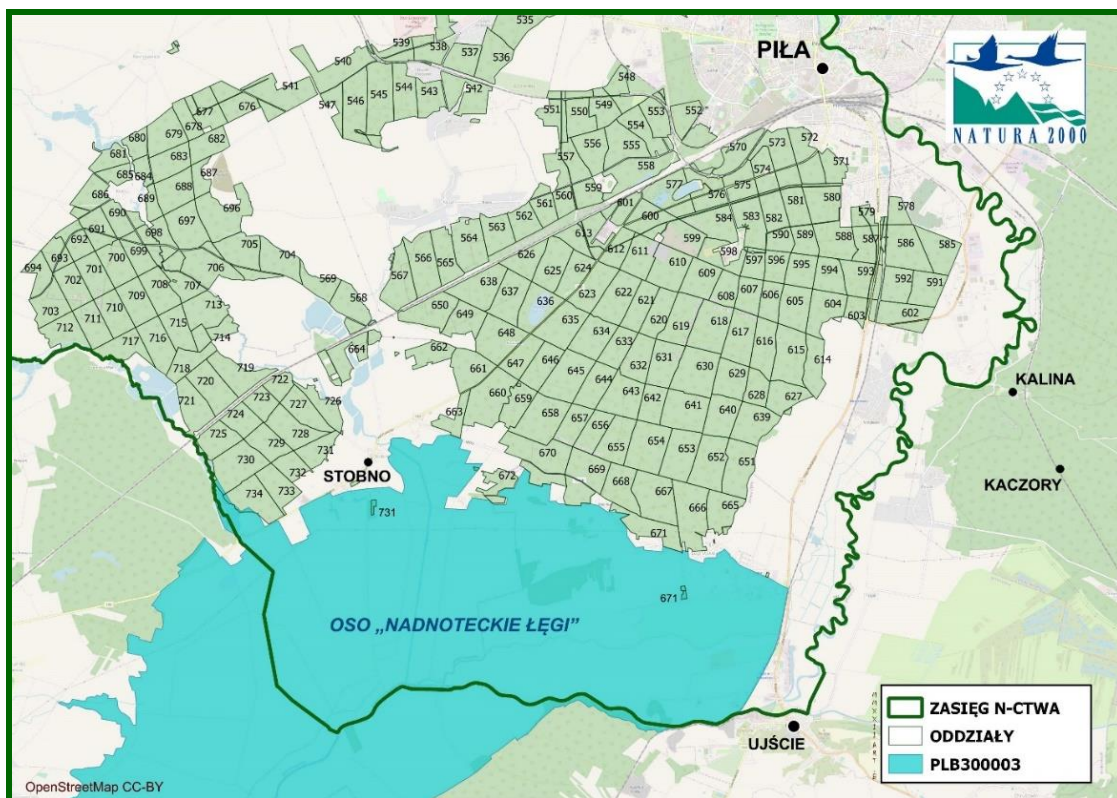 PIŁA
NATURA 2000
535
539 538 537 536
540
541 547 546 545 544 543 542
548
551 550 549 553 552
554
556 555
557 558
677 676
680 679 678 682
681 683
685 684 687
686 689 688
690 696
691 697
692 698
693 700 699 705
694 701 704
702 706
709 708 707
703 710 713
712 711 715
717 716 714
569
568
572
570 573 571
574
559 577 575
560 601 576 581 580
561 600 584 583 582 579 578
562
563 613 590 589 588 587 586 585
564 626 612 611 599 598
566 565 625 624 610 609 597 596 595 594 593 592 591
567
638 637 636 623 622 621 608 607 606 605 604 603 602
650 649 635 620 619 618 617
648 634 616 615 614
664 662 633
661 647 646 645 632 631 630 629
644 643 642 628 627
660 659 641 640 639
663 658 657 656
655 654 653 652 651
670 669 668 667 666 665
672 671
718 719
720 722
721 723 727 726
724
725 729 728
730 732 731
734 733
KALINA
KACZORY
STOBNO
731
671
OSO „NADNOTECKIE ŁĘGI”
UJŚCIE
ZASIĘG N-CTWA
ODDZIAŁY
PLB300003
OpenStreetMap CC-BY